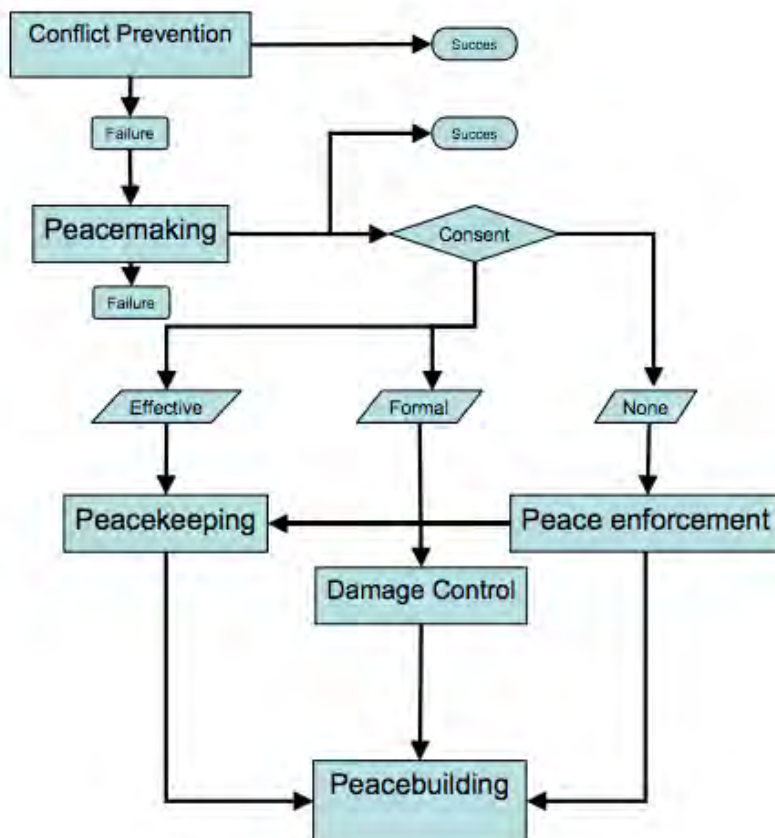 Conflict Prevention
Succes
Failure
Succes
Peacemaking
Consent
Failure
Effective
Formal
None
Peacekeeping
Peace enforcement
Damage Control
Peacebuilding